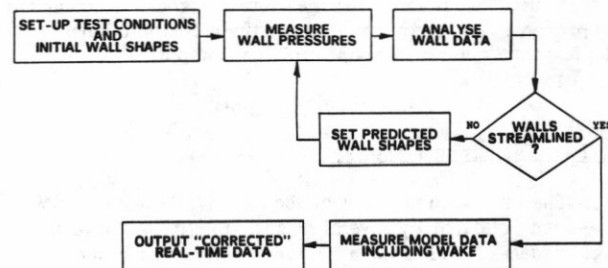 SET-UP TEST CONDITIONS
AND
INITIAL WALL SHAPES
MEASURE
WALL PRESSURES
ANALYSE
WALL DATA
WALLS
STREAMLINED
?
NO
YES
SET PREDICTED
WALL SHAPES
MEASURE MODEL DATA
INCLUDING WAKE
OUTPUT "CORRECTED"
REAL-TIME DATA